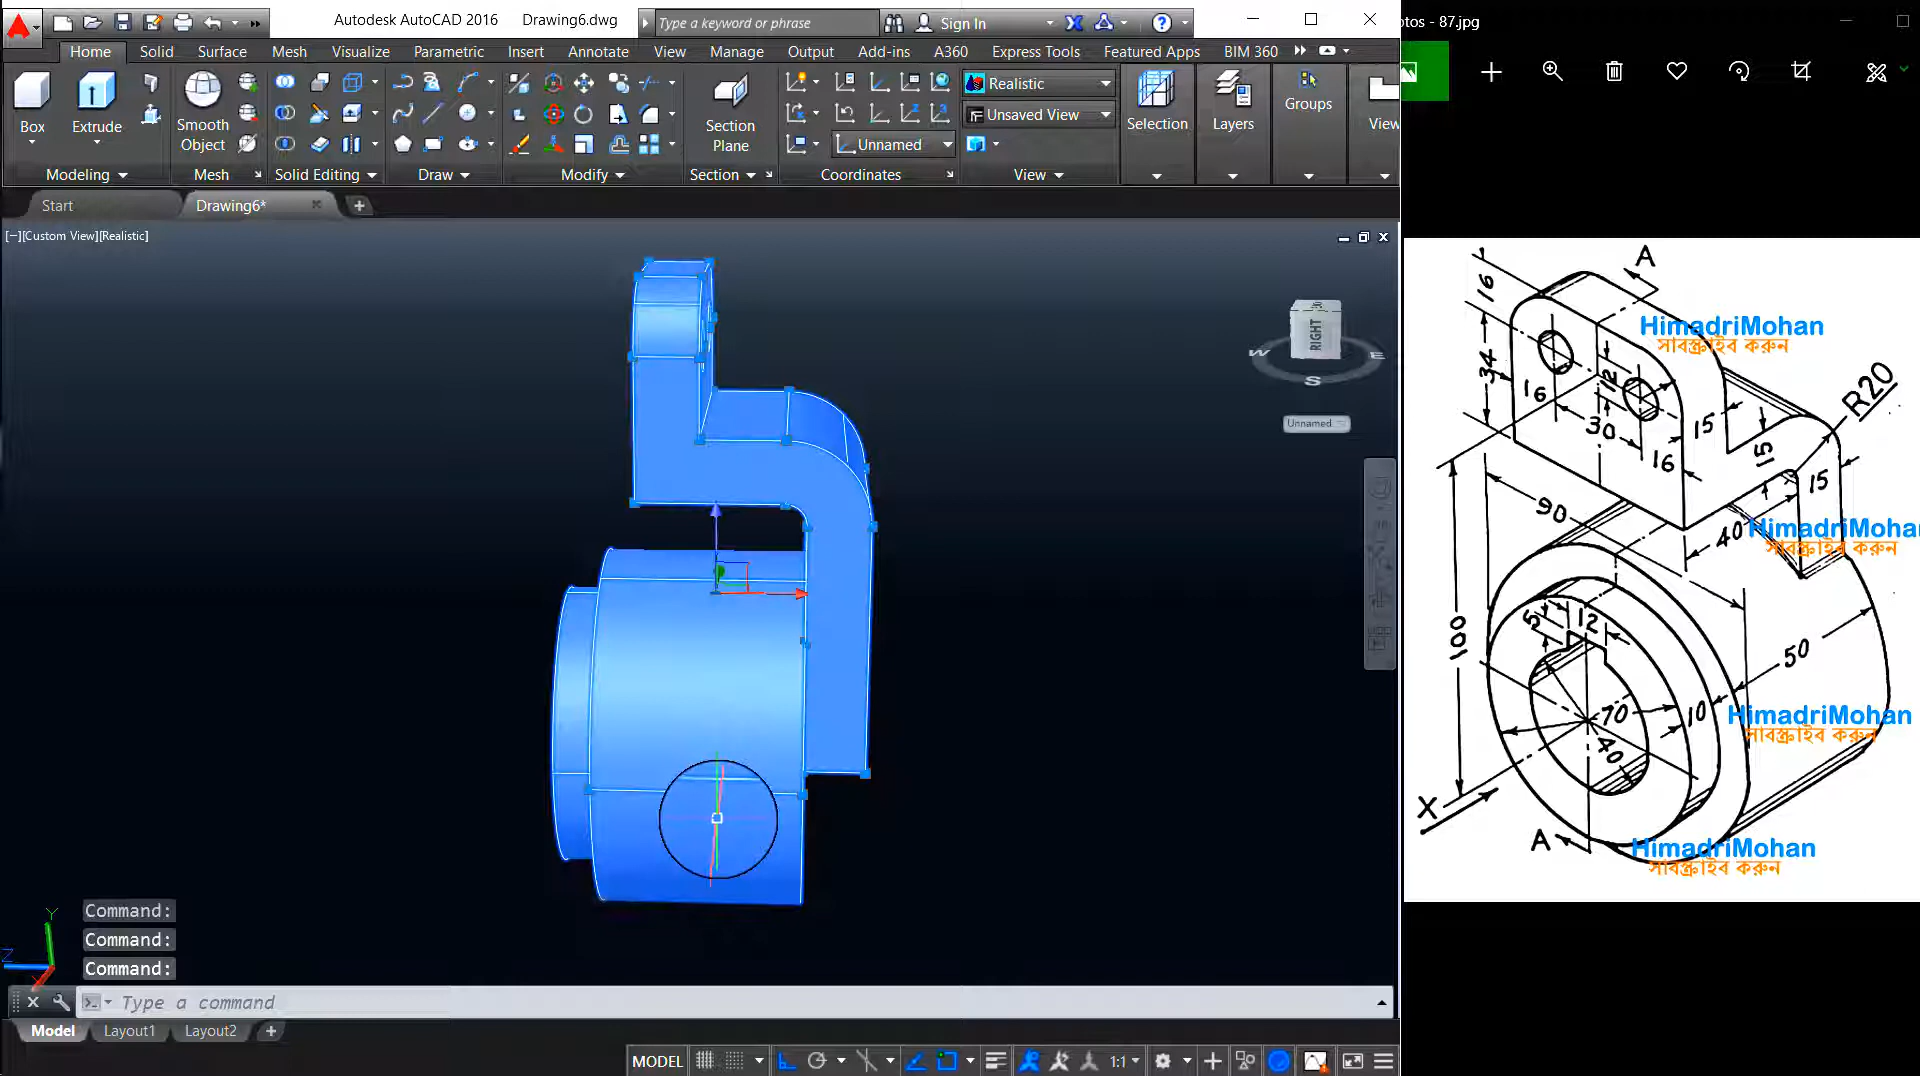 Autodesk AutoCAD 2016 Drawing6.dwg
Type a keyword or phrase
Sign In
Photos - 87.jpg
Home Solid Surface Mesh Visualize Parametric Insert Annotate View Manage Output Add-ins A360 Express Tools Featured Apps BIM 360
Box
Extrude
Smooth
Object
Section
Plane
Realistic
Unsaved View
Unnamed
Selection
Layers
Groups
View
Modeling
Mesh
Solid Editing
Draw
Modify
Section
Coordinates
View
Start
Drawing6*
[−][Custom View][Realistic]
RIGHT
W
E
S
Unnamed
Command:
Command:
Command:
Type a command
Y
Z
X
Model Layout1 Layout2
MODEL
1:1
A
16
HimadriMohan
সাবস্ক্রাইব করুন
34
12
R20
16
30
15
16
15
15
90
40
HimadriMohan
সাবস্ক্রাইব করুন
5
12
100
50
70
10
40
HimadriMohan
সাবস্ক্রাইব করুন
X
A
HimadriMohan
সাবস্ক্রাইব করুন